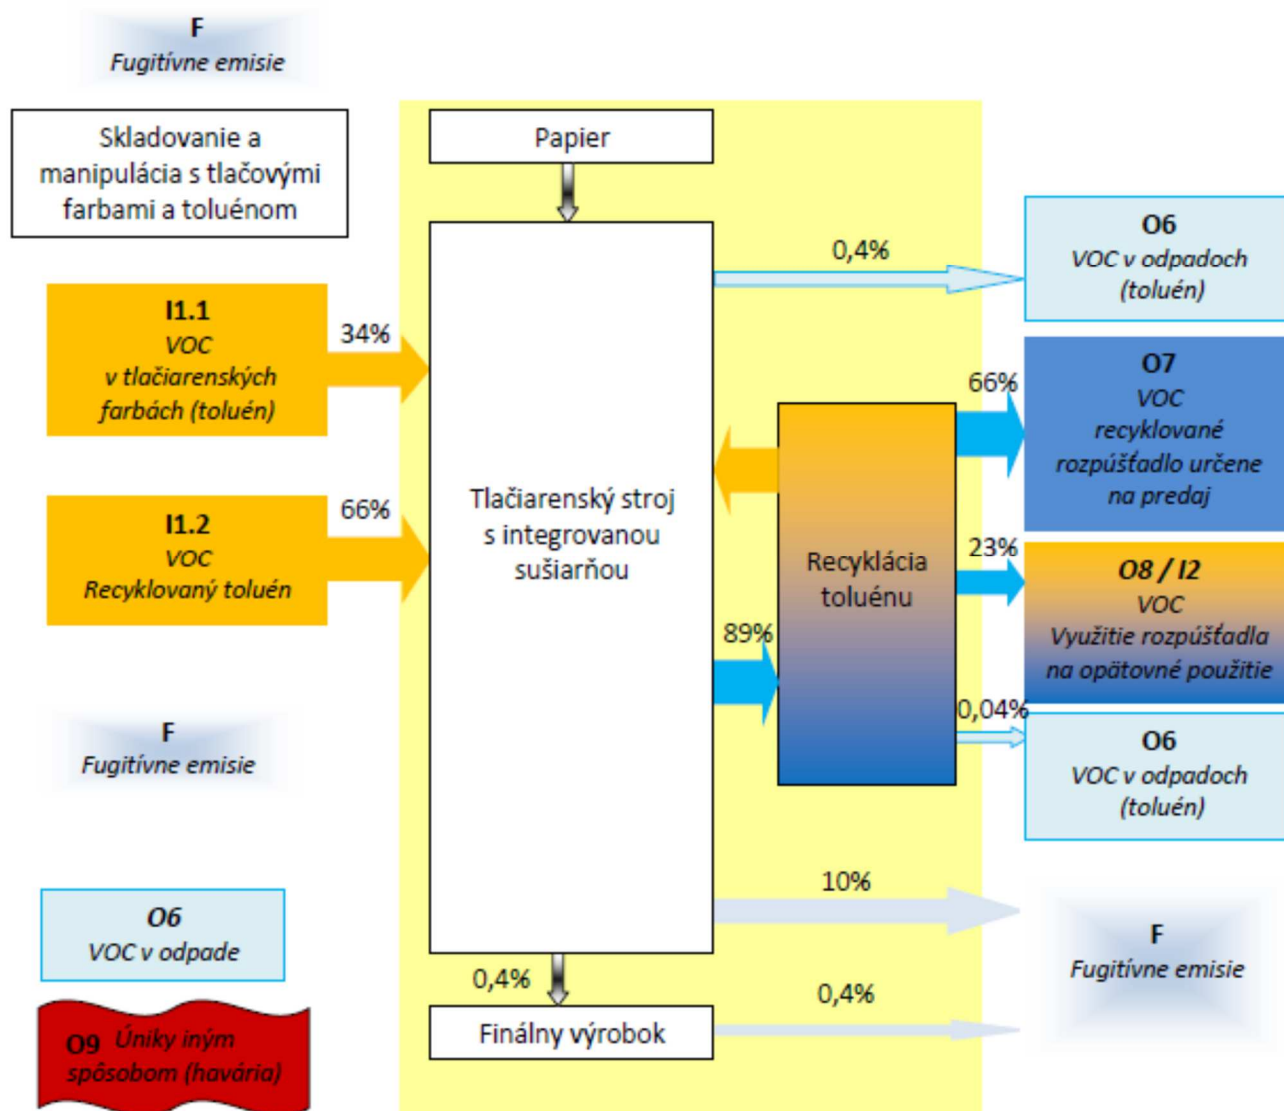 F
Fugitívne emisie
Skladovanie a
manipulácia s tlačovými
farbami a toluénom
Papier
0,4%
O6
VOC v odpadoch
(toluén)
I1.1
VOC
v tlačiarenských
farbách (toluén)
34%
66%
O7
VOC
recyklované
rozpúšťadlo určene
na predaj
I1.2
VOC
Recyklovaný toluén
66%
Tlačiarenský stroj
s integrovanou
sušiarňou
89%
Recyklácia
toluénu
23%
O8 / I2
VOC
Využitie rozpúšťadla
na opätovné použitie
0,04%
O6
VOC v odpadoch
(toluén)
F
Fugitívne emisie
10%
F
Fugitívne emisie
O6
VOC v odpade
0,4%
0,4%
Finálny výrobok
O9 Úniky iným
spôsobom (havária)